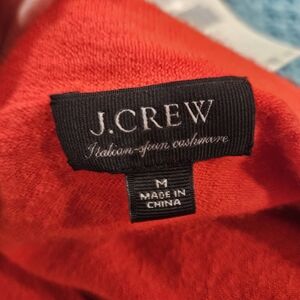 J.CREW
Italian-spun cashmere
M
MADE IN
CHINA